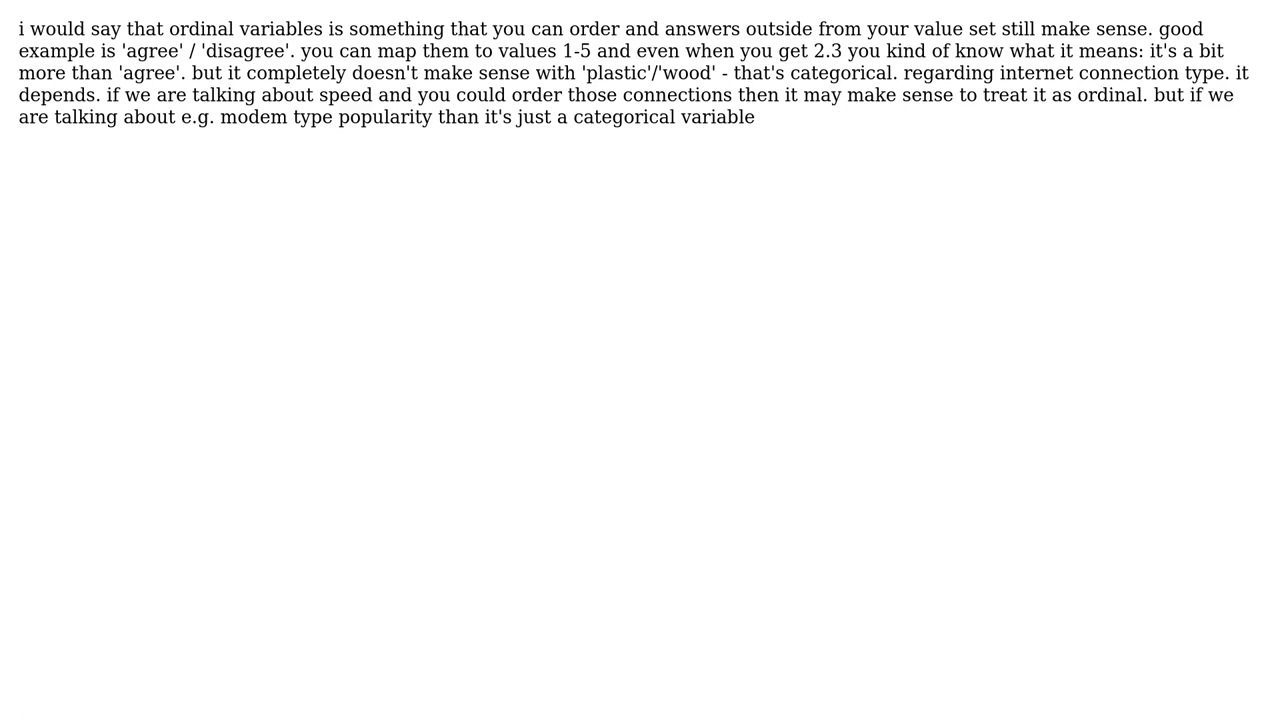 i would say that ordinal variables is something that you can order and answers outside from your value set still make sense. good
example is 'agree' / 'disagree'. you can map them to values 1-5 and even when you get 2.3 you kind of know what it means: it's a bit
more than 'agree'. but it completely doesn't make sense with 'plastic'/'wood' - that's categorical. regarding internet connection type. it
depends. if we are talking about speed and you could order those connections then it may make sense to treat it as ordinal. but if we
are talking about e.g. modem type popularity than it's just a categorical variable